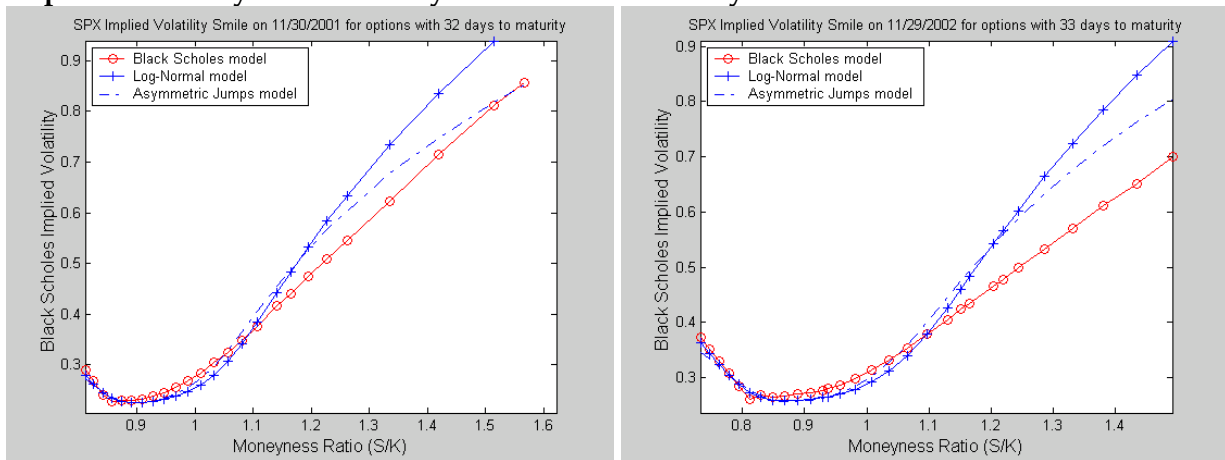 SPX Implied Volatility Smile on 11/30/2001 for options with 32 days to maturity
Black Scholes model
Log-Normal model
Asymmetric Jumps model
Black Scholes Implied Volatility
0.9
0.8
0.7
0.6
0.5
0.4
0.3
0.9 1 1.1 1.2 1.3 1.4 1.5 1.6
Moneyness Ratio (S/K)
SPX Implied Volatility Smile on 11/29/2002 for options with 33 days to maturity
Black Scholes model
Log-Normal model
Asymmetric Jumps model
Black Scholes Implied Volatility
0.9
0.8
0.7
0.6
0.5
0.4
0.3
0.8 0.9 1 1.1 1.2 1.3 1.4
Moneyness Ratio (S/K)